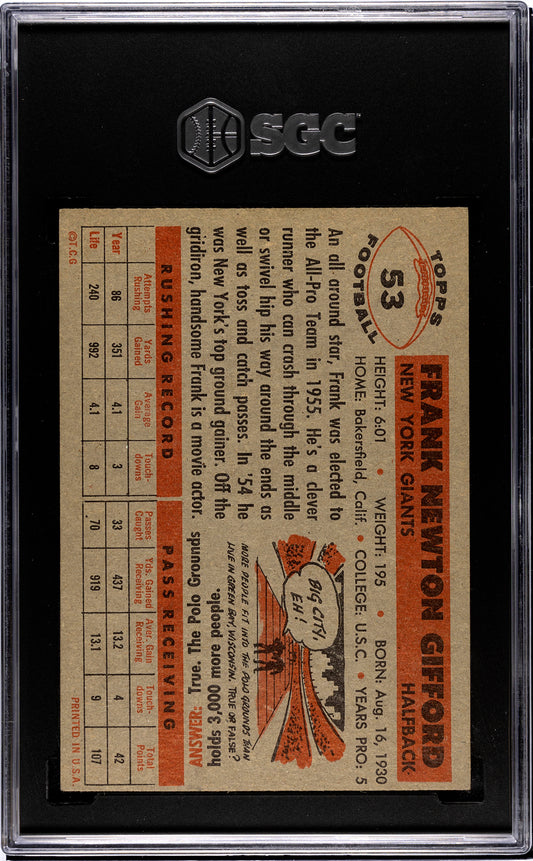 SGC
TOPPS
53
FOOTBALL
FRANK NEWTON GIFFORD
NEW YORK GIANTS HALFBACK
HEIGHT: 6:01 • WEIGHT: 195 • BORN: Aug. 16, 1930
HOME: Bakersfield, Calif. • COLLEGE: U.S.C. • YEARS PRO: 5
An all around star, Frank was elected to
the All-Pro Team in 1955. He's a clever
runner who can crash through the middle
or swivel hip his way around the ends as
well as toss and catch passes. In '54 he
was New York's top ground gainer. Off the
gridiron, handsome Frank is a movie actor.
BIG CITY,
EH!
MORE PEOPLE FIT INTO THE POLO GROUNDS THAN
LIVE IN GREEN BAY, WISCONSIN. TRUE OR FALSE?
ANSWER: True. The Polo Grounds
holds 3,000 more people.
RUSHING RECORD PASS RECEIVING
Year Attempts Rushing Yards Gained Average Gain Touch-downs Passes Caught Yds. Gained Receiving Aver. Gain Receiving Touch-downs Total Points
Year 86 351 4.1 3 33 437 13.2 4 42
Life 240 992 4.1 8 70 919 13.1 9 107
©T.C.G. PRINTED IN U.S.A.